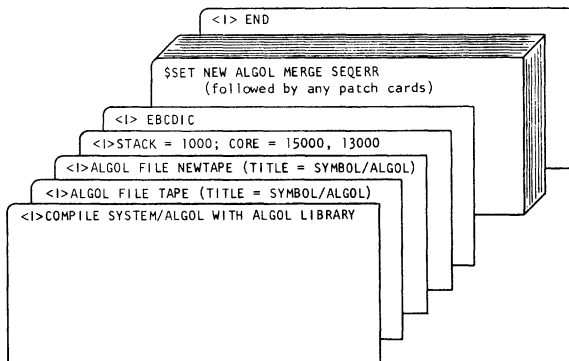 <I> END
$SET NEW ALGOL MERGE SEQERR
(followed by any patch cards)
<I> EBCDIC
<I>STACK = 1000; CORE = 15000, 13000
<I>ALGOL FILE NEWTAPE (TITLE = SYMBOL/ALGOL)
<I>ALGOL FILE TAPE (TITLE = SYMBOL/ALGOL)
<I>COMPILE SYSTEM/ALGOL WITH ALGOL LIBRARY